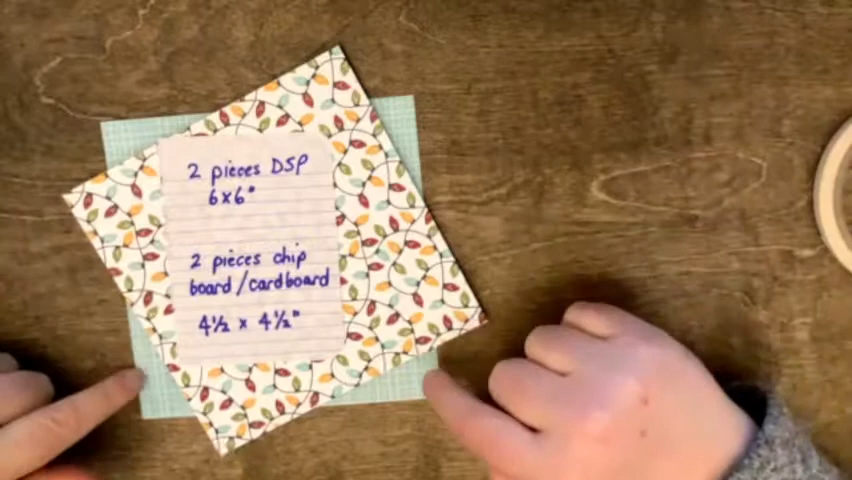 2 pieces DSP
6x6"
2 pieces chip
board/cardboard
4½ x 4½"